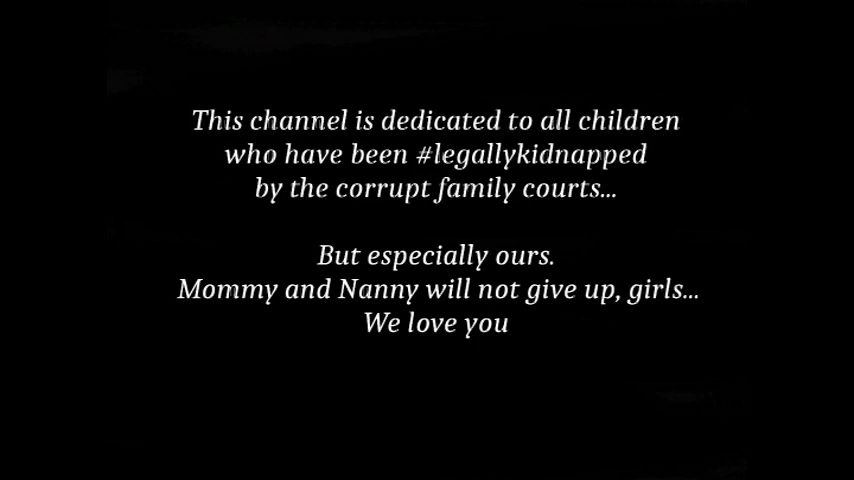 This channel is dedicated to all children
who have been #legallykidnapped
by the corrupt family courts...
But especially ours.
Mommy and Nanny will not give up, girls...
We love you